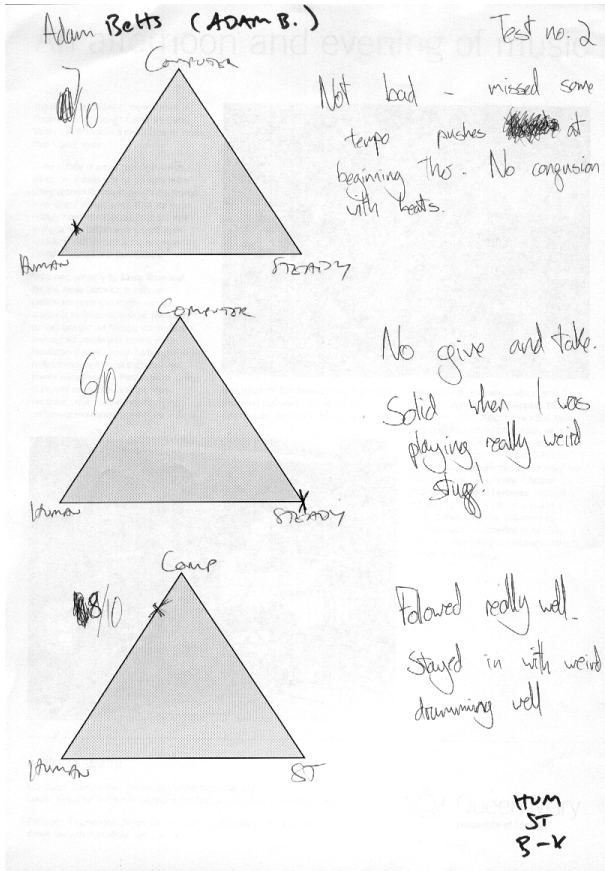 Adam Betts (ADAM B.)
Test no. 2
COMPUTER
7/10
HUMAN
STEADY
Not bad - missed some
tempo pushes at
beginning tho. No confusion
with beats.
COMPUTER
6/10
HUMAN
STEADY
No give and take.
Solid when I was
playing really weird
stuff!
COMP
8/10
HUMAN
ST
Followed really well.
Stayed in with weird
drumming well
HUM
ST
B-K